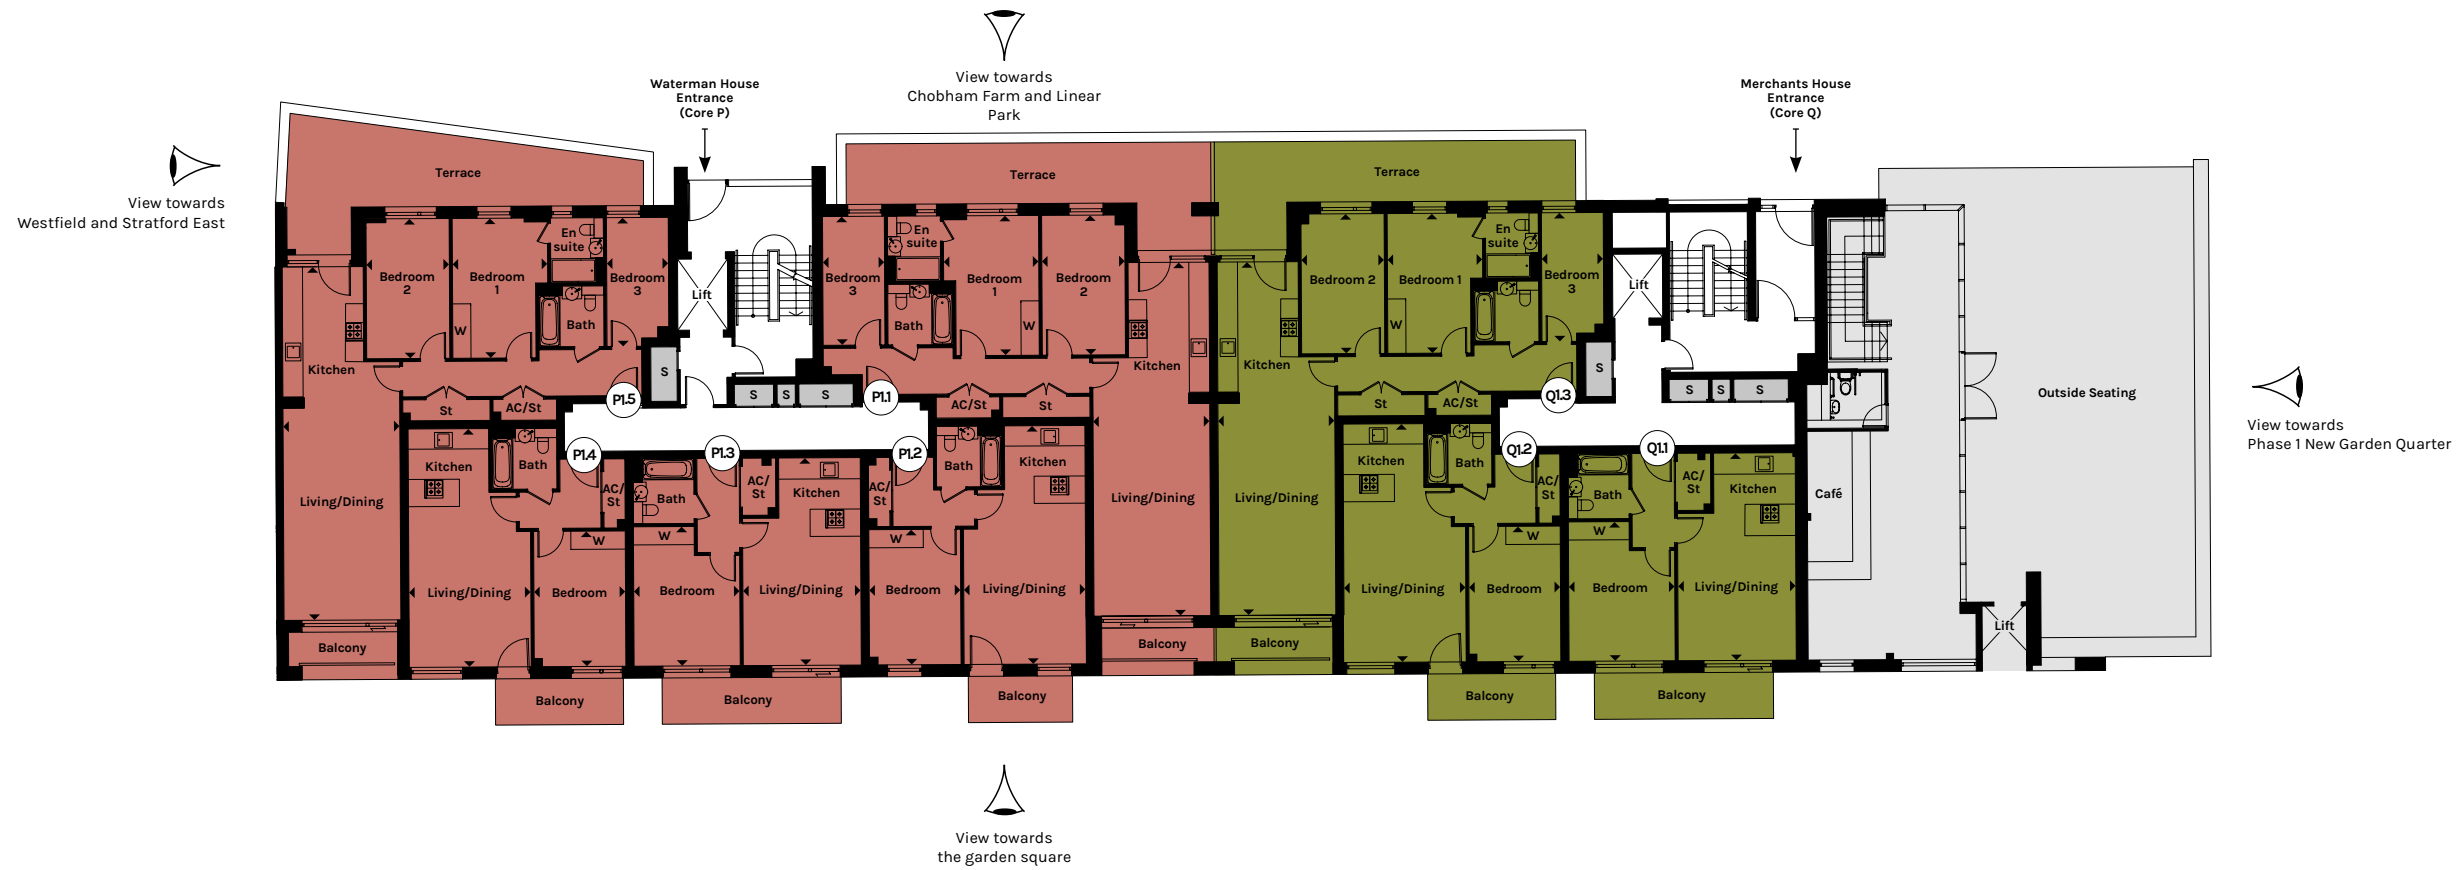 View towards
Chobham Farm and Linear
Park
Waterman House
Entrance
(Core P)
Merchants House
Entrance
(Core Q)
View towards
Westfield and Stratford East
View towards
Phase 1 New Garden Quarter
Terrace
Terrace
Terrace
Bedroom
2
Bedroom
1
En
suite
Bedroom
3
Bath
W
Kitchen
Lift
S
St
AC/St
P1.5
Living/Dining
Balcony
S
S
S
Bedroom
3
En
suite
Bath
Bedroom
1
W
Bedroom
2
Kitchen
P1.1
AC/St
St
Living/Dining
Balcony
Kitchen
Bath
P1.4
AC/
St
W
Living/Dining
Bedroom
Balcony
P1.3
Bath
AC/
St
Kitchen
W
Bedroom
Living/Dining
Balcony
P1.2
AC/
St
Bath
Kitchen
W
Bedroom
Living/Dining
Balcony
Bedroom 2
Bedroom 1
En
suite
Bedroom
3
W
Kitchen
St
AC/St
Q1.3
Living/Dining
Balcony
Lift
S
S
S
S
Kitchen
Bath
Q1.2
AC/
St
W
Living/Dining
Bedroom
Balcony
Q1.1
Bath
AC/
St
Kitchen
W
Bedroom
Living/Dining
Balcony
Café
Outside Seating
Lift
View towards
the garden square